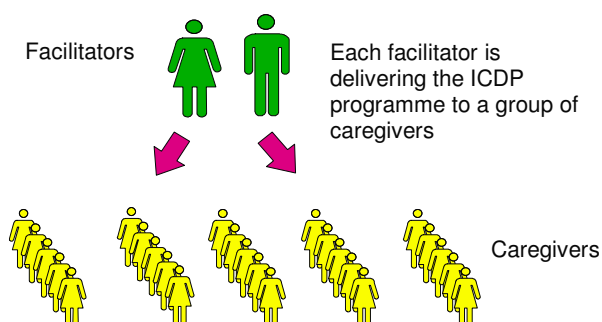 Facilitators
Each facilitator is
delivering the ICDP
programme to a group of
caregivers
Caregivers